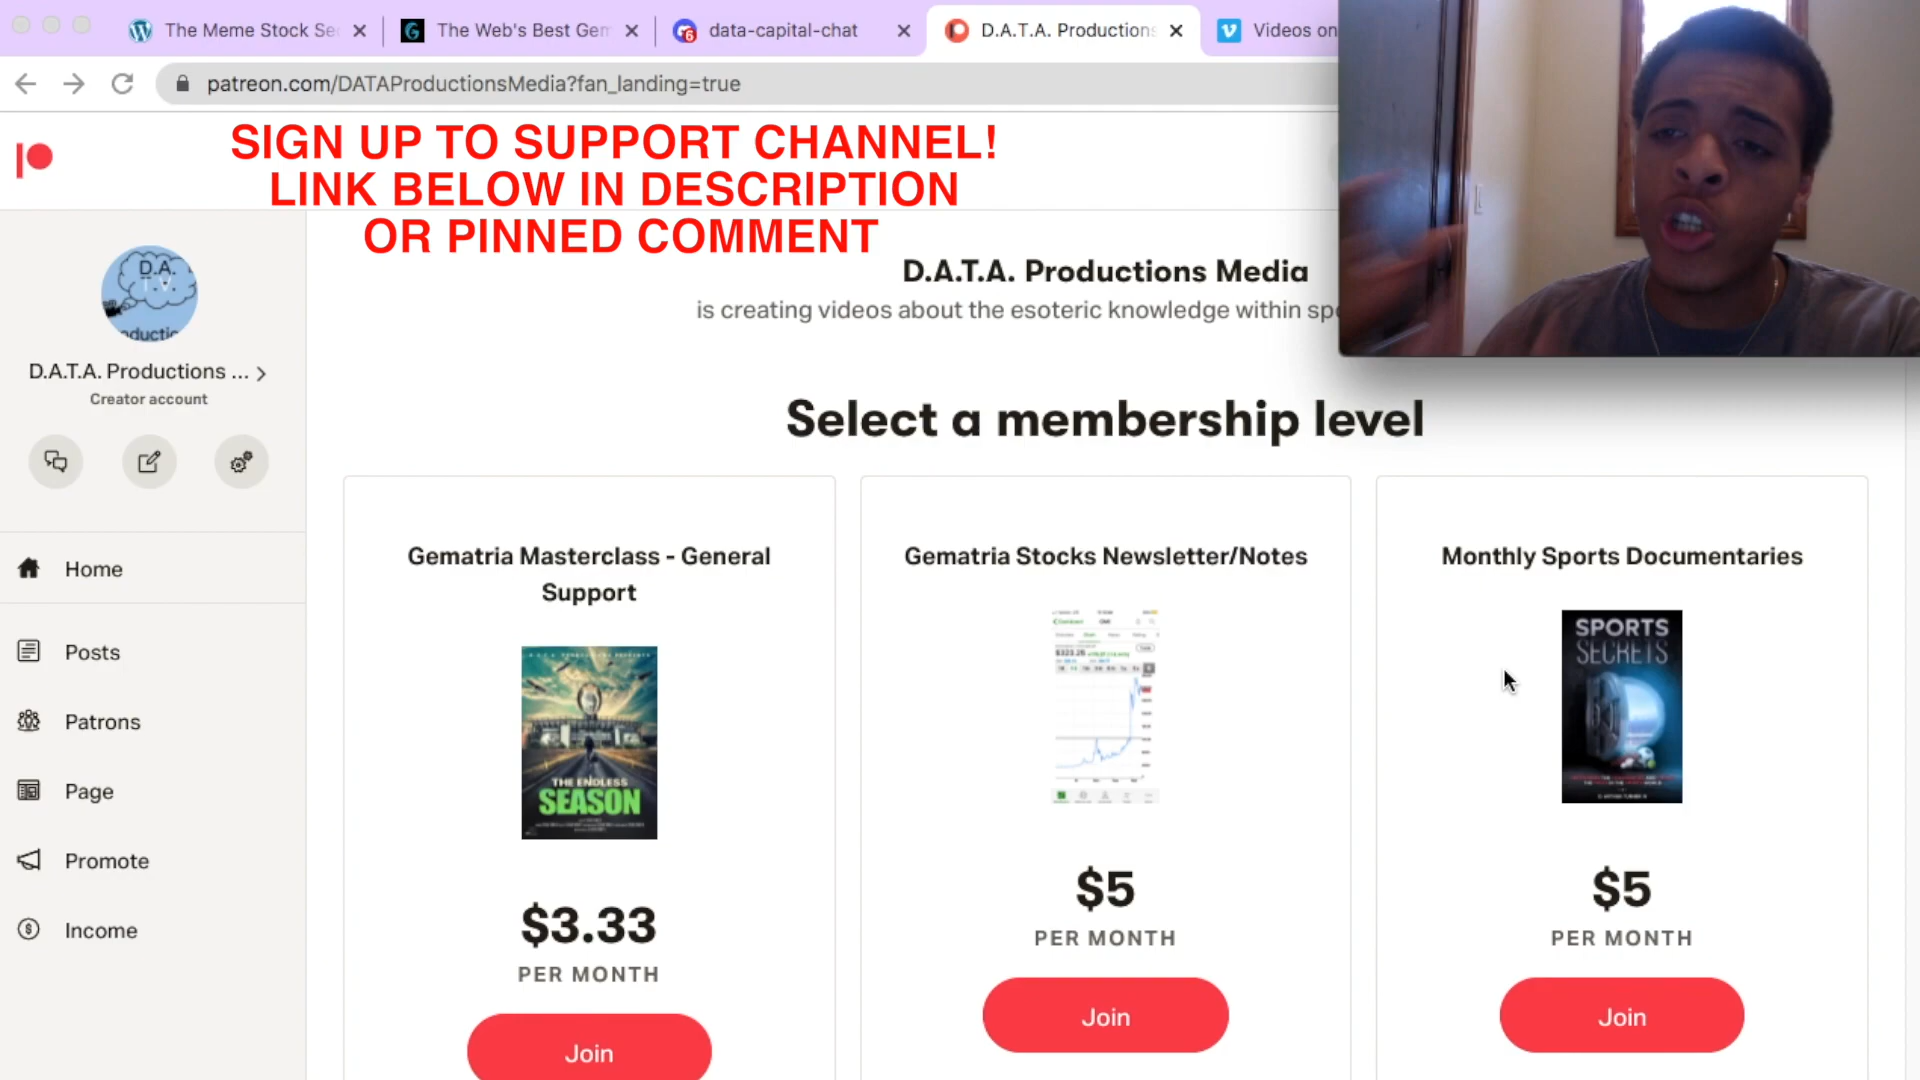 The Meme Stock Se
The Web's Best Gem
data-capital-chat
D.A.T.A. Productions
Videos on
patreon.com/DATAProductionsMedia?fan_landing=true
SIGN UP TO SUPPORT CHANNEL!
LINK BELOW IN DESCRIPTION
OR PINNED COMMENT
D.A.T.A. Productions Media
is creating videos about the esoteric knowledge within spo
D.A.
T.V.
oductio
D.A.T.A. Productions ...
Creator account
Home
Posts
Patrons
Page
Promote
Income
Select a membership level
Gematria Masterclass - General
Support
THE ENDLESS
SEASON
$3.33
PER MONTH
Join
Gematria Stocks Newsletter/Notes
$5
PER MONTH
Join
Monthly Sports Documentaries
SPORTS
SECRETS
$5
PER MONTH
Join